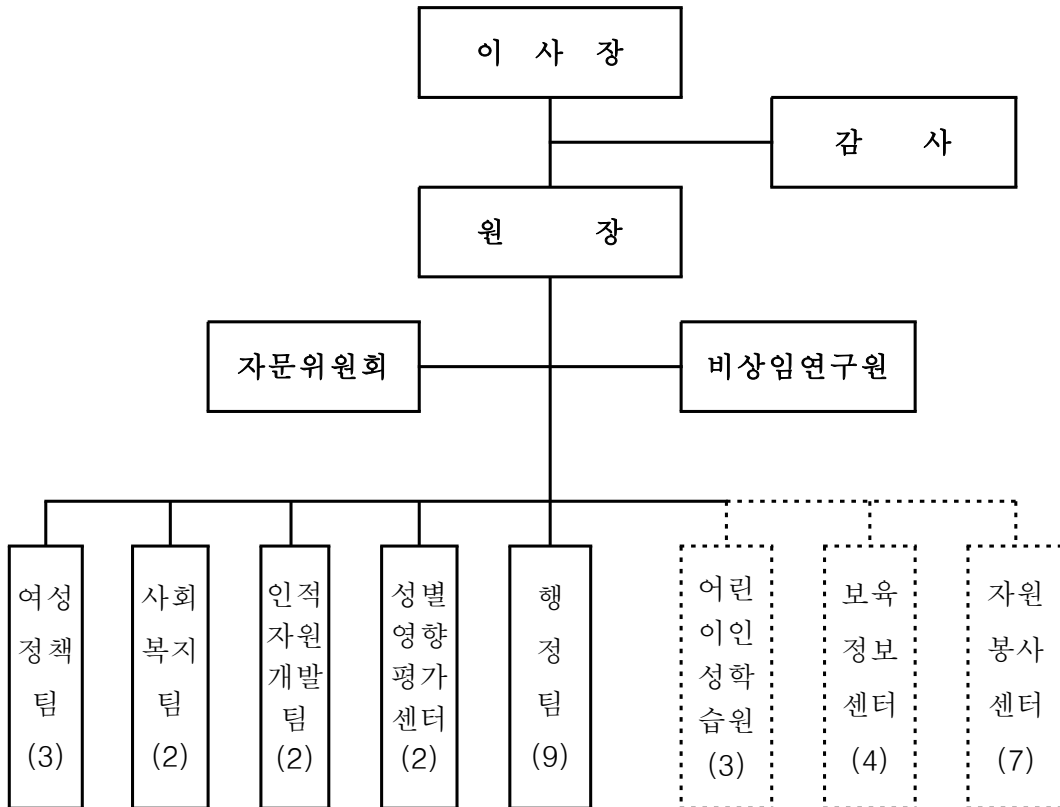 이 사 장
감 사
원 장
자문위원회
비상임연구원
여성
정책
팀
(3)
사회
복지
팀
(2)
인적
자원
개발
팀
(2)
성별
영향
평가
센터
(2)
행
정
팀
(9)
어린
이인
성학
습원
(3)
보육
정보
센터
(4)
자원
봉사
센터
(7)